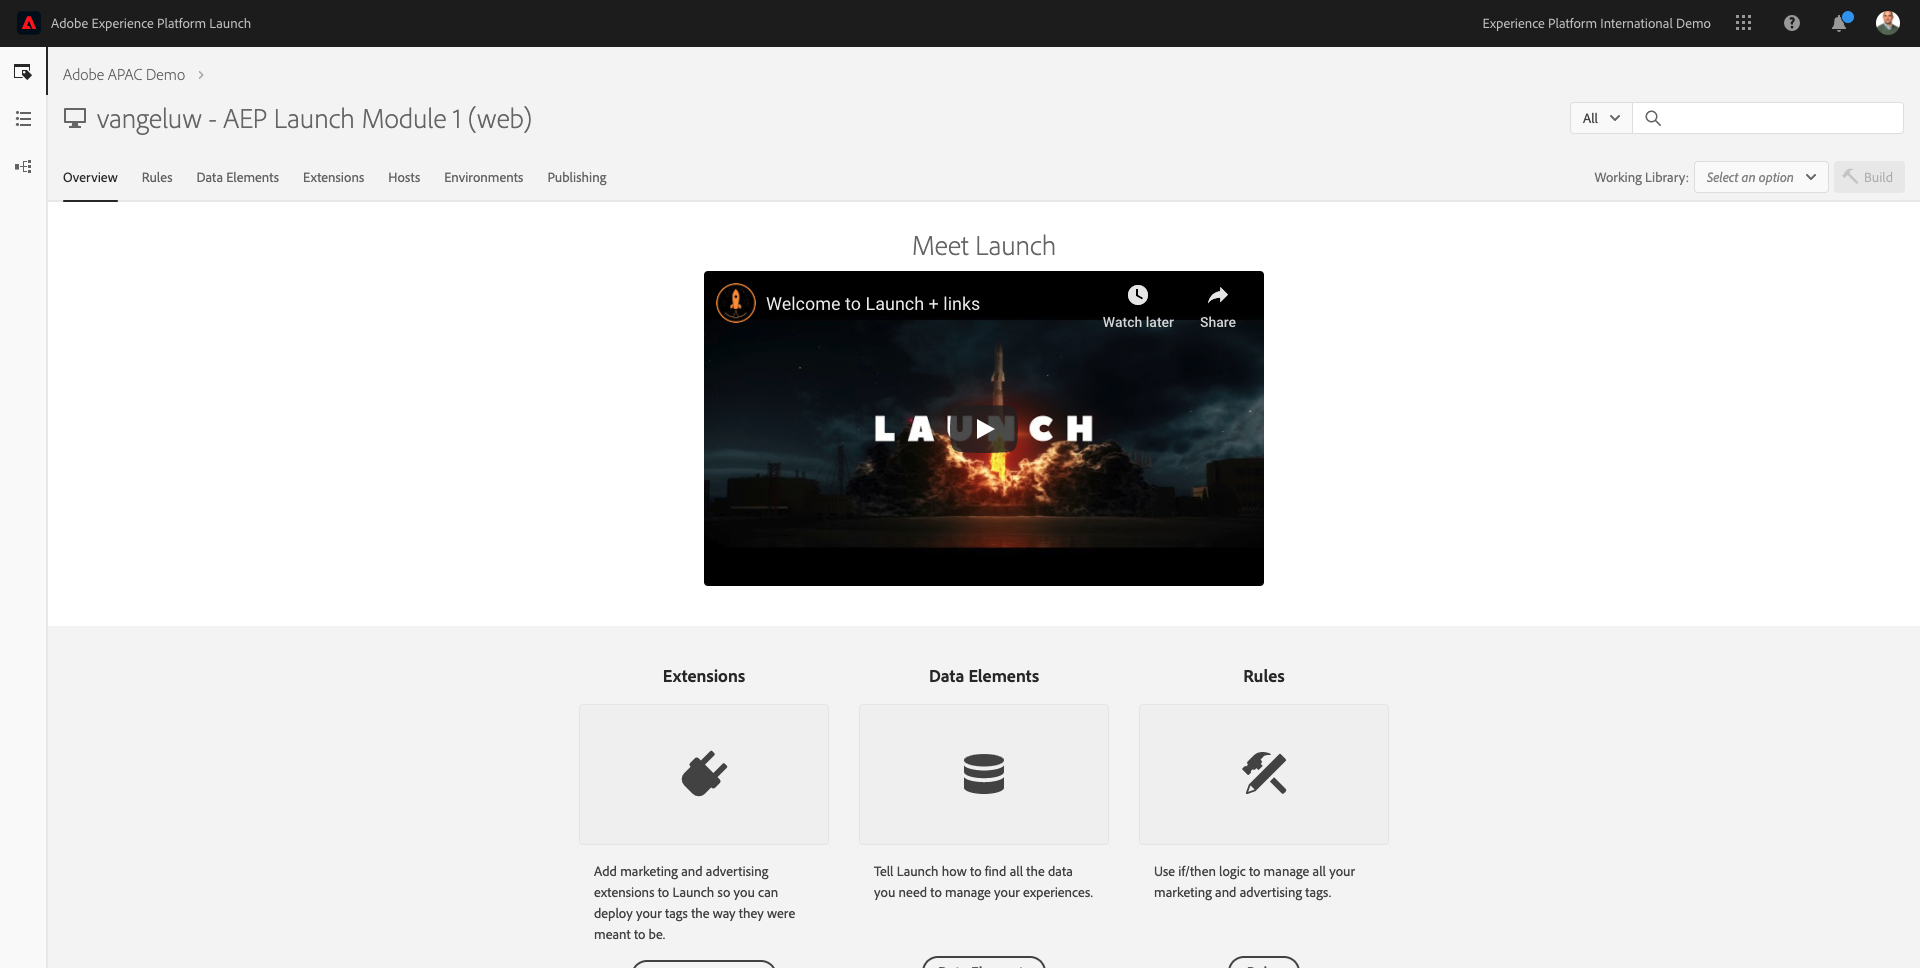 Adobe Experience Platform Launch
Experience Platform International Demo
Adobe APAC Demo
vangeluw - AEP Launch Module 1 (web)
All
Overview Rules Data Elements Extensions Hosts Environments Publishing
Working Library: Select an option Build
Meet Launch
Welcome to Launch + links
Watch later Share
LAUNCH
Extensions
Add marketing and advertising
extensions to Launch so you can
deploy your tags the way they were
meant to be.
Data Elements
Tell Launch how to find all the data
you need to manage your experiences.
Rules
Use if/then logic to manage all your
marketing and advertising tags.